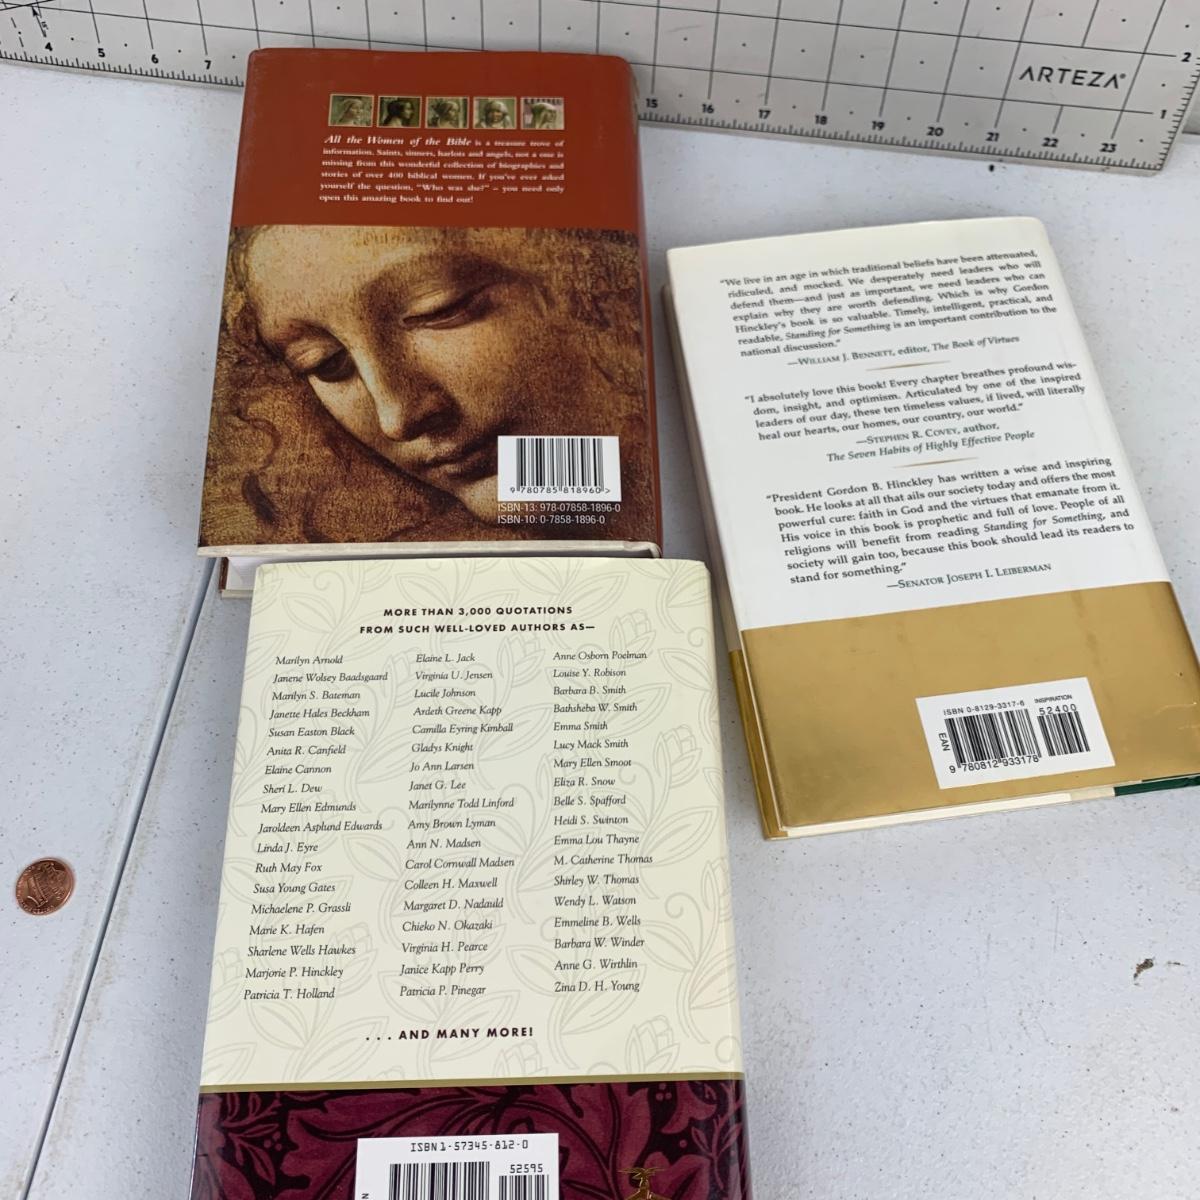 4
5
6
7
15
16
17
18
19
20
21
22
23
2
1
ARTEZA
All the Women of the Bible is a treasure trove of
information. Saints, sinners, harlots and angels, not a one is
missing from this wonderful collection of biographies and
stories of over 400 biblical women. If you've ever asked
yourself the question, "Who was she?" – you need only
open this amazing book to find out!
9 780785 818960 >
ISBN-13: 978-07858-1896-0
ISBN-10: 0-7858-1896-0
"We live in an age in which traditional beliefs have been attenuated,
ridiculed, and mocked. We desperately need leaders who will
defend them—and just as important, we need leaders who can
explain why they are worth defending. Which is why Gordon
Hinckley's book is so valuable. Timely, intelligent, practical, and
readable, Standing for Something is an important contribution to the
national discussion."
—WILLIAM J. BENNETT, editor, The Book of Virtues
"I absolutely love this book! Every chapter breathes profound wis-
dom, insight, and optimism. Articulated by one of the inspired
leaders of our day, these ten timeless values, if lived, will literally
heal our hearts, our homes, our country, our world."
—STEPHEN R. COVEY, author,
The Seven Habits of Highly Effective People
"President Gordon B. Hinckley has written a wise and inspiring
book. He looks at all that ails our society today and offers the most
powerful cure: faith in God and the virtues that emanate from it.
His voice in this book is prophetic and full of love. People of all
religions will benefit from reading Standing for Something, and
society will gain too, because this book should lead its readers to
stand for something."
—SENATOR JOSEPH I. LEIBERMAN
ISBN 0-8129-3317-6
INSPIRATION
52400
EAN
9 780812 933178
MORE THAN 3,000 QUOTATIONS
FROM SUCH WELL-LOVED AUTHORS AS—
Marilyn Arnold
Janene Wolsey Baadsgaard
Marilyn S. Bateman
Janette Hales Beckham
Susan Easton Black
Anita R. Canfield
Elaine Cannon
Sheri L. Dew
Mary Ellen Edmunds
Jaroldeen Asplund Edwards
Linda J. Eyre
Ruth May Fox
Susa Young Gates
Michaelene P. Grassli
Marie K. Hafen
Sharlene Wells Hawkes
Marjorie P. Hinckley
Patricia T. Holland
Elaine L. Jack
Virginia U. Jensen
Lucile Johnson
Ardeth Greene Kapp
Camilla Eyring Kimball
Gladys Knight
Jo Ann Larsen
Janet G. Lee
Marilynne Todd Linford
Amy Brown Lyman
Ann N. Madsen
Carol Cornwall Madsen
Colleen H. Maxwell
Margaret D. Nadauld
Chieko N. Okazaki
Virginia H. Pearce
Janice Kapp Perry
Patricia P. Pinegar
Anne Osborn Poelman
Louise Y. Robison
Barbara B. Smith
Bathsheba W. Smith
Emma Smith
Lucy Mack Smith
Mary Ellen Smoot
Eliza R. Snow
Belle S. Spafford
Heidi S. Swinton
Emma Lou Thayne
M. Catherine Thomas
Shirley W. Thomas
Wendy L. Watson
Emmeline B. Wells
Barbara W. Winder
Anne G. Wirthlin
Zina D. H. Young
. . . AND MANY MORE!
ISBN 1-57345-812-0
52595